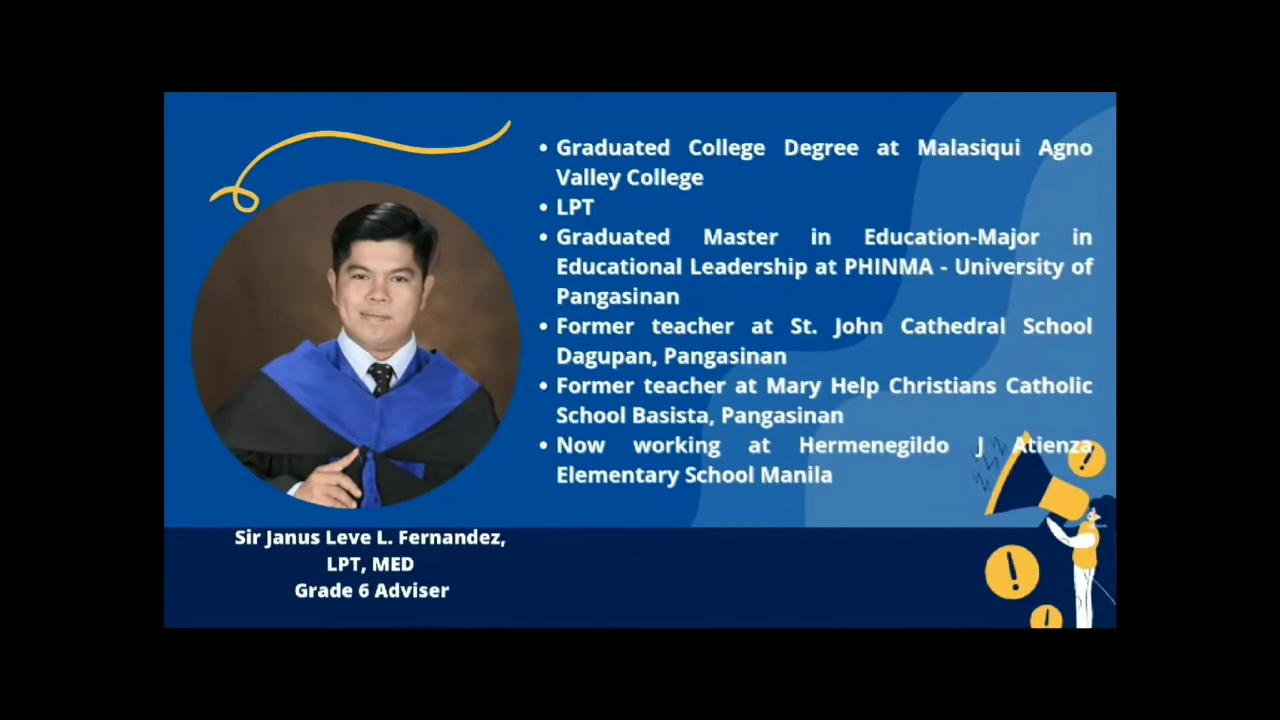 • Graduated College Degree at Malasiqui Agno
Valley College
• LPT
• Graduated Master in Education-Major in
Educational Leadership at PHINMA - University of
Pangasinan
• Former teacher at St. John Cathedral School
Dagupan, Pangasinan
• Former teacher at Mary Help Christians Catholic
School Basista, Pangasinan
• Now working at Hermenegildo J Atienza
Elementary School Manila
Sir Janus Leve L. Fernandez,
LPT, MED
Grade 6 Adviser